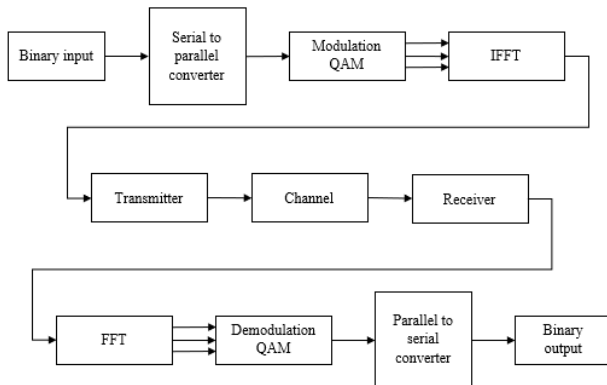 Binary input
Serial to
parallel
converter
Modulation
QAM
IFFT
Transmitter
Channel
Receiver
FFT
Demodulation
QAM
Parallel to
serial
converter
Binary
output